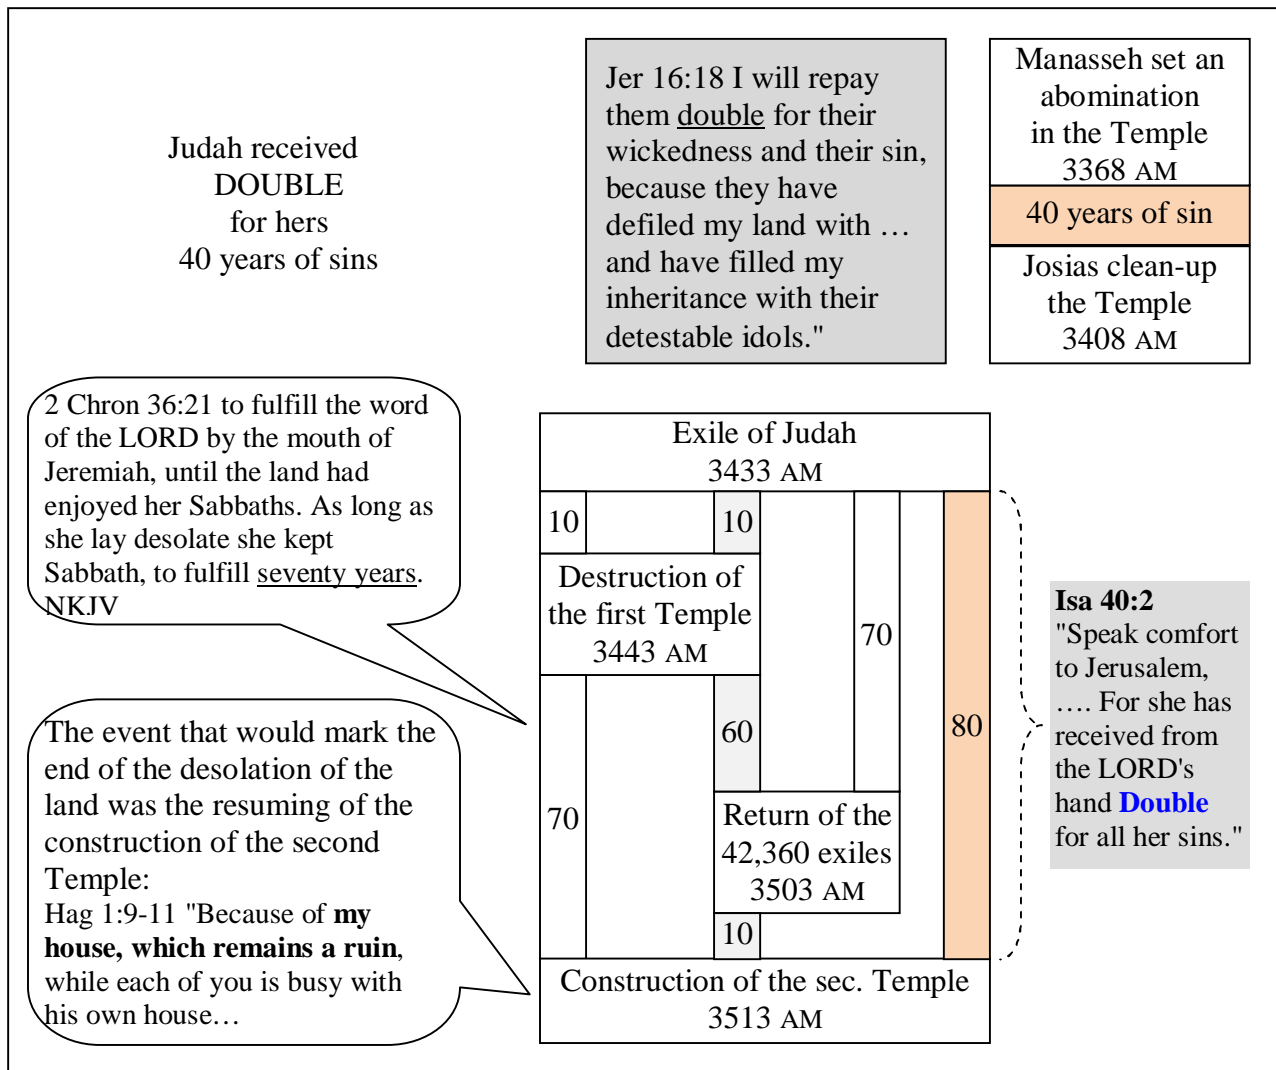 Judah received
DOUBLE
for hers
40 years of sins
Jer 16:18 I will repay
them double for their
wickedness and their sin,
because they have
defiled my land with …
and have filled my
inheritance with their
detestable idols."
Manasseh set an
abomination
in the Temple
3368 AM
40 years of sin
Josias clean-up
the Temple
3408 AM
2 Chron 36:21 to fulfill the word
of the LORD by the mouth of
Jeremiah, until the land had
enjoyed her Sabbaths. As long as
she lay desolate she kept
Sabbath, to fulfill seventy years.
NKJV
The event that would mark the
end of the desolation of the
land was the resuming of the
construction of the second
Temple:
Hag 1:9-11 "Because of my
house, which remains a ruin,
while each of you is busy with
his own house…
Exile of Judah
3433 AM
10
10
Destruction of
the first Temple
3443 AM
70
60
70
80
Return of the
42,360 exiles
3503 AM
10
Construction of the sec. Temple
3513 AM
Isa 40:2
"Speak comfort
to Jerusalem,
…. For she has
received from
the LORD's
hand Double
for all her sins."